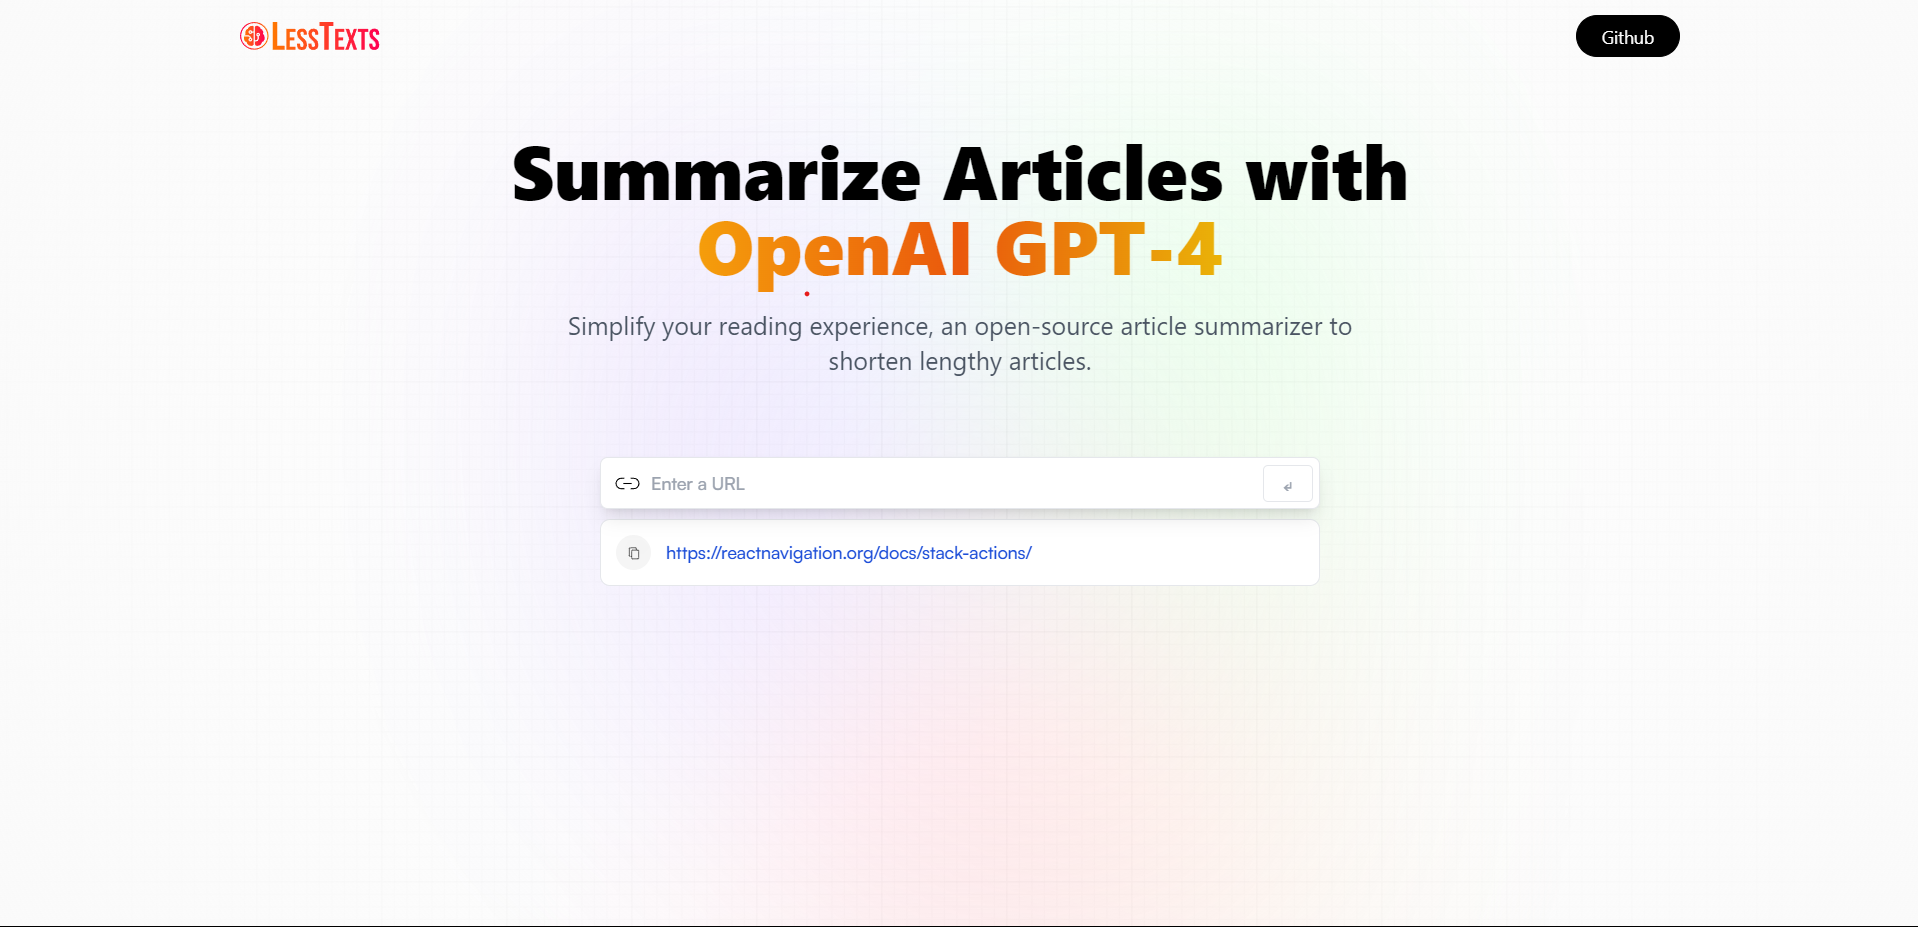 LESSTEXTS
Github
Summarize Articles with
OpenAI GPT-4
Simplify your reading experience, an open-source article summarizer to
shorten lengthy articles.
Enter a URL
https://reactnavigation.org/docs/stack-actions/